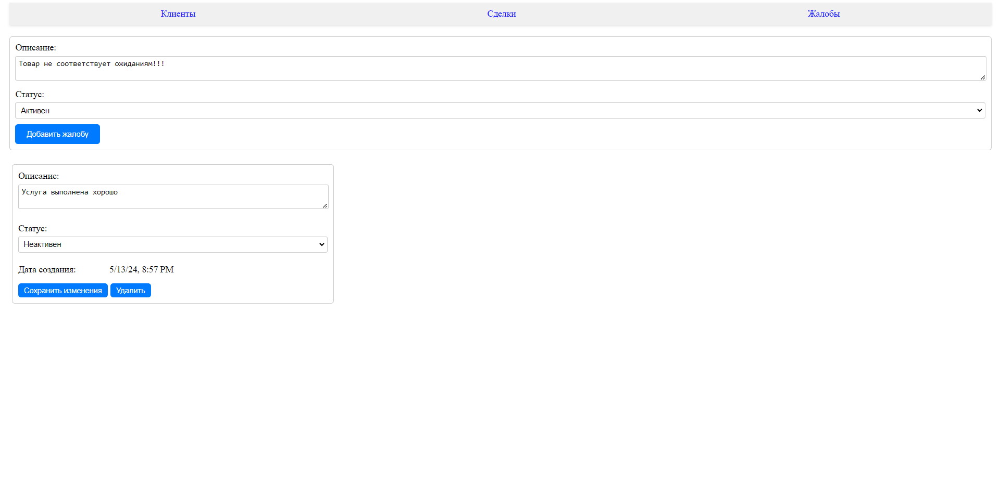 Клиенты Сделки Жалобы
Описание:
Товар не соответствует ожиданиям!!!
Статус:
Активен
Добавить жалобу
Описание:
Услуга выполнена хорошо
Статус:
Неактивен
Дата создания: 5/13/24, 8:57 PM
Сохранить изменения Удалить